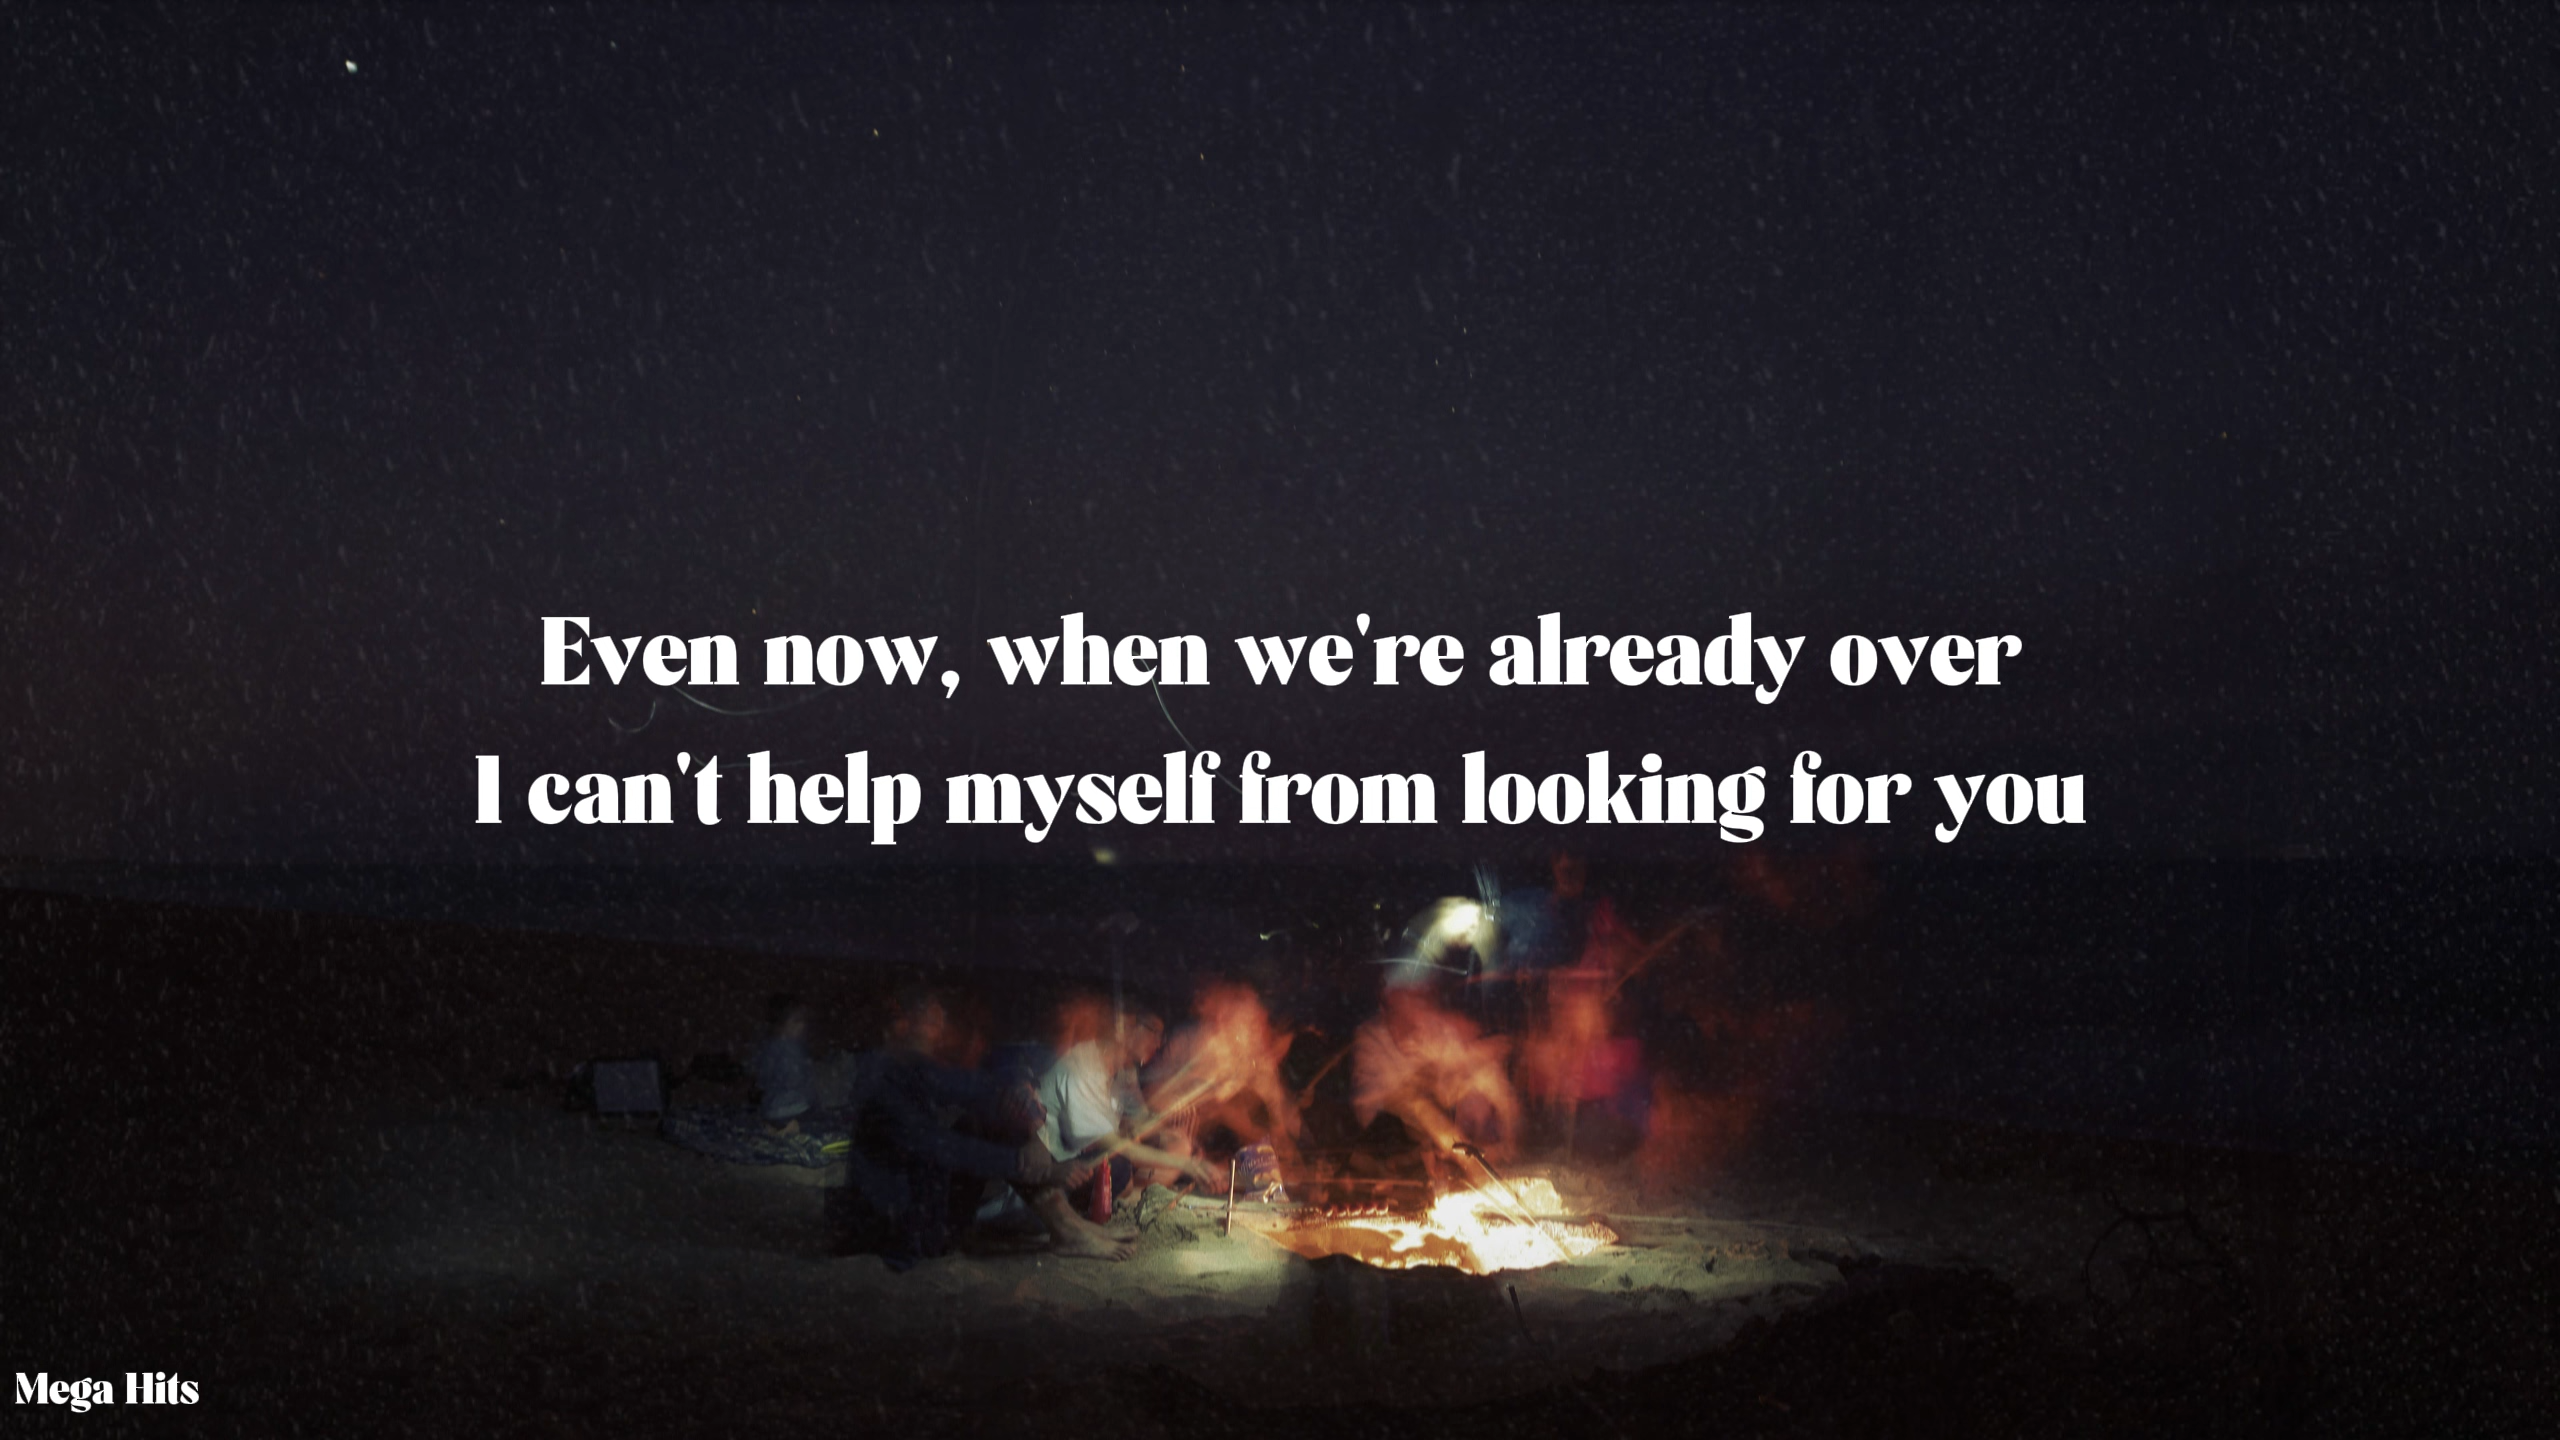 Even now, when we're already over
I can't help myself from looking for you
Mega Hits